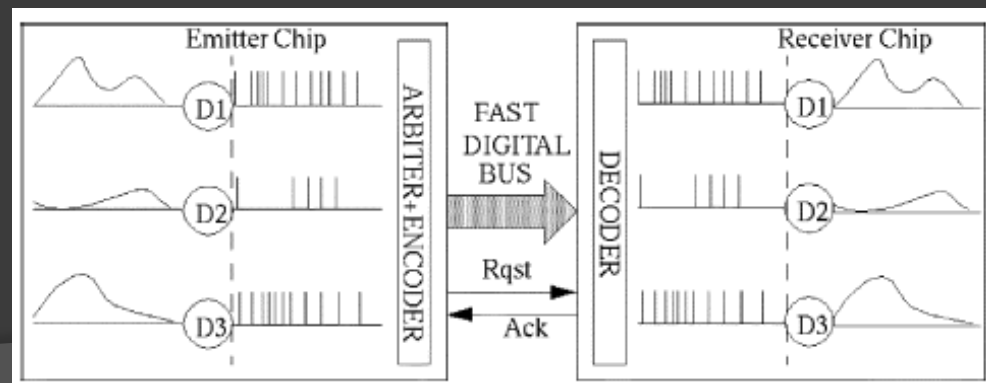 Emitter Chip
D1
D2
D3
ARBITER+ENCODER
FAST
DIGITAL
BUS
Rqst
Ack
Receiver Chip
DECODER
D1
D2
D3